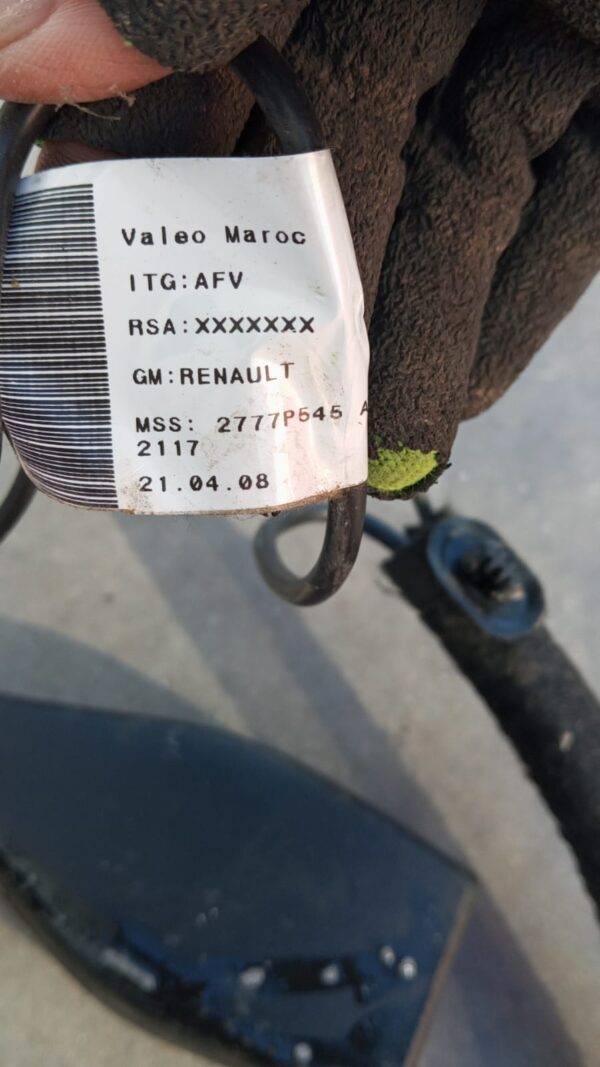 Valeo Maroc
ITG:AFV
RSA:XXXXXXX
GM:RENAULT
MSS: 2777P545 A
2117
21.04.08